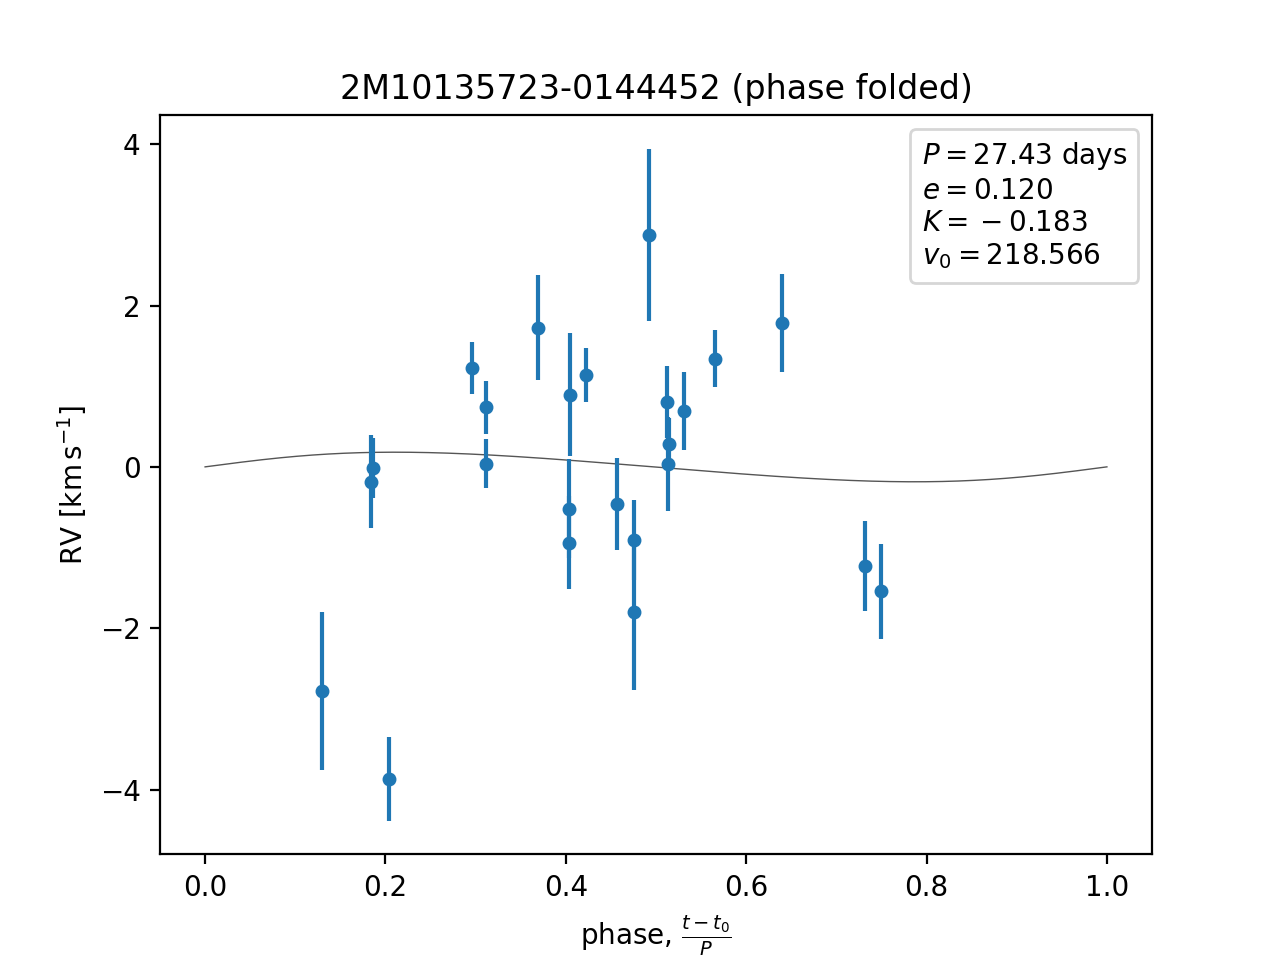 2M10135723-0144452 (phase folded)
P = 27.43 days
e = 0.120
K = −0.183
v₀ = 218.566
4
2
0
−2
−4
RV [km s⁻¹]
0.0 0.2 0.4 0.6 0.8 1.0
phase, (t − t₀)/P